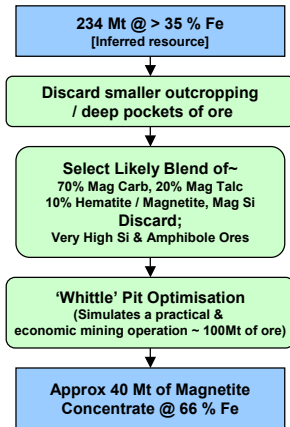 234 Mt @ > 35 % Fe
[Inferred resource]
Discard smaller outcropping
/ deep pockets of ore
Select Likely Blend of~
70% Mag Carb, 20% Mag Talc
10% Hematite / Magnetite, Mag Si
Discard;
Very High Si & Amphibole Ores
‘Whittle’ Pit Optimisation
(Simulates a practical &
economic mining operation ~ 100Mt of ore)
Approx 40 Mt of Magnetite
Concentrate @ 66 % Fe